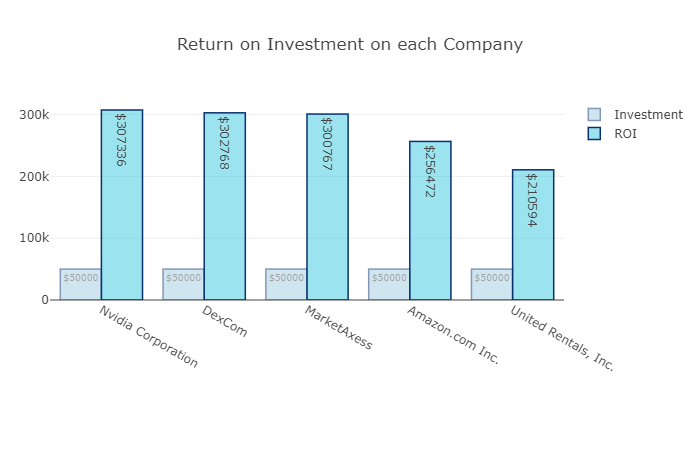 Return on Investment on each Company
Investment
ROI
300k
200k
100k
0
$50000
$307336
$50000
$302768
$50000
$300767
$50000
$256472
$50000
$210594
Nvidia Corporation
DexCom
MarketAxess
Amazon.com Inc.
United Rentals, Inc.